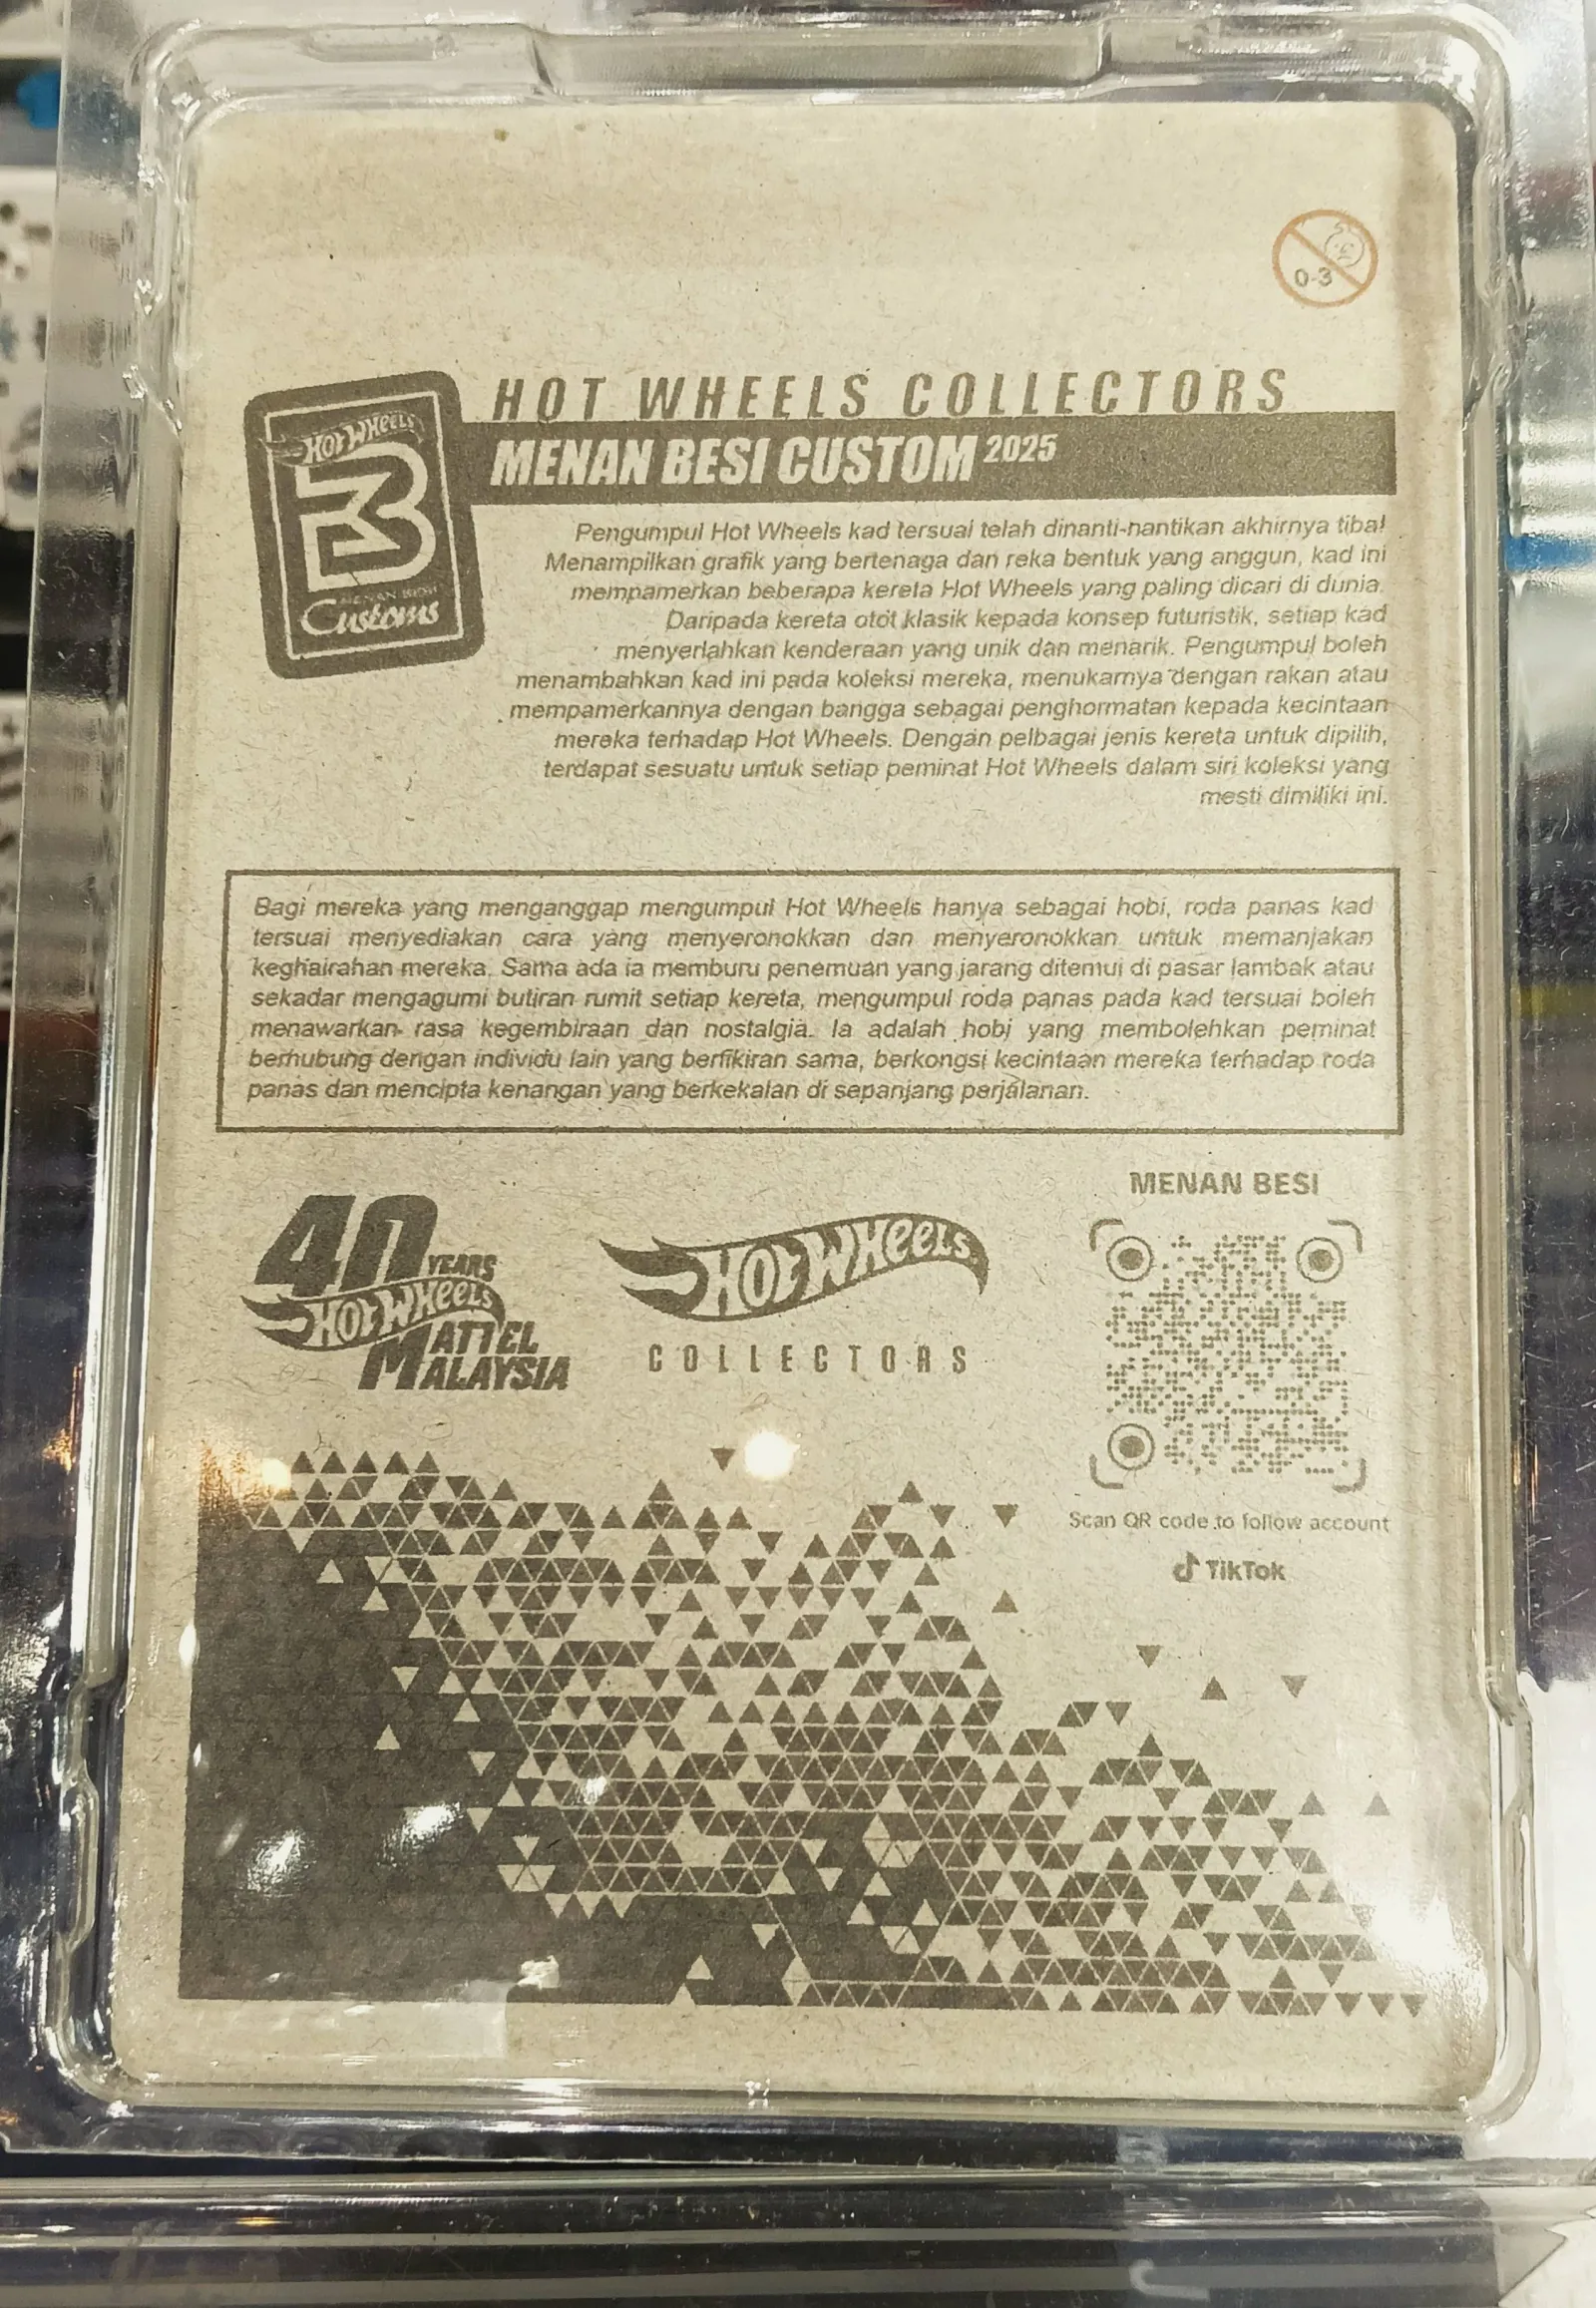 0-3
HOT WHEELS COLLECTORS
MENAN BESI CUSTOM 2025
Hot Wheels
B
MENAN BESI
Customs
Pengumpul Hot Wheels kad tersuai telah dinanti-nantikan akhirnya tiba!
Menampilkan grafik yang bertenaga dan reka bentuk yang anggun, kad ini
mempamerkan beberapa kereta Hot Wheels yang paling dicari di dunia.
Daripada kereta otot klasik kepada konsep futuristik, setiap kad
menyerlahkan kenderaan yang unik dan menarik. Pengumpul boleh
menambahkan kad ini pada koleksi mereka, menukarnya dengan rakan atau
mempamerkannya dengan bangga sebagai penghormatan kepada kecintaan
mereka terhadap Hot Wheels. Dengan pelbagai jenis kereta untuk dipilih,
terdapat sesuatu untuk setiap peminat Hot Wheels dalam siri koleksi yang
mesti dimiliki ini.
Bagi mereka yang menganggap mengumpul Hot Wheels hanya sebagai hobi, roda panas kad
tersuai menyediakan cara yang menyeronokkan dan menyeronokkan untuk memanjakan
keghairahan mereka. Sama ada ia memburu penemuan yang jarang ditemui di pasar lambak atau
sekadar mengagumi butiran rumit setiap kereta, mengumpul roda panas pada kad tersuai boleh
menawarkan rasa kegembiraan dan nostalgia. Ia adalah hobi yang membolehkan peminat
berhubung dengan individu lain yang berfikiran sama, berkongsi kecintaan mereka terhadap roda
panas dan mencipta kenangan yang berkekalan di sepanjang perjalanan.
40 YEARS
Hot Wheels
MATTEL
MALAYSIA
Hot Wheels
COLLECTORS
MENAN BESI
Scan QR code to follow account
TikTok